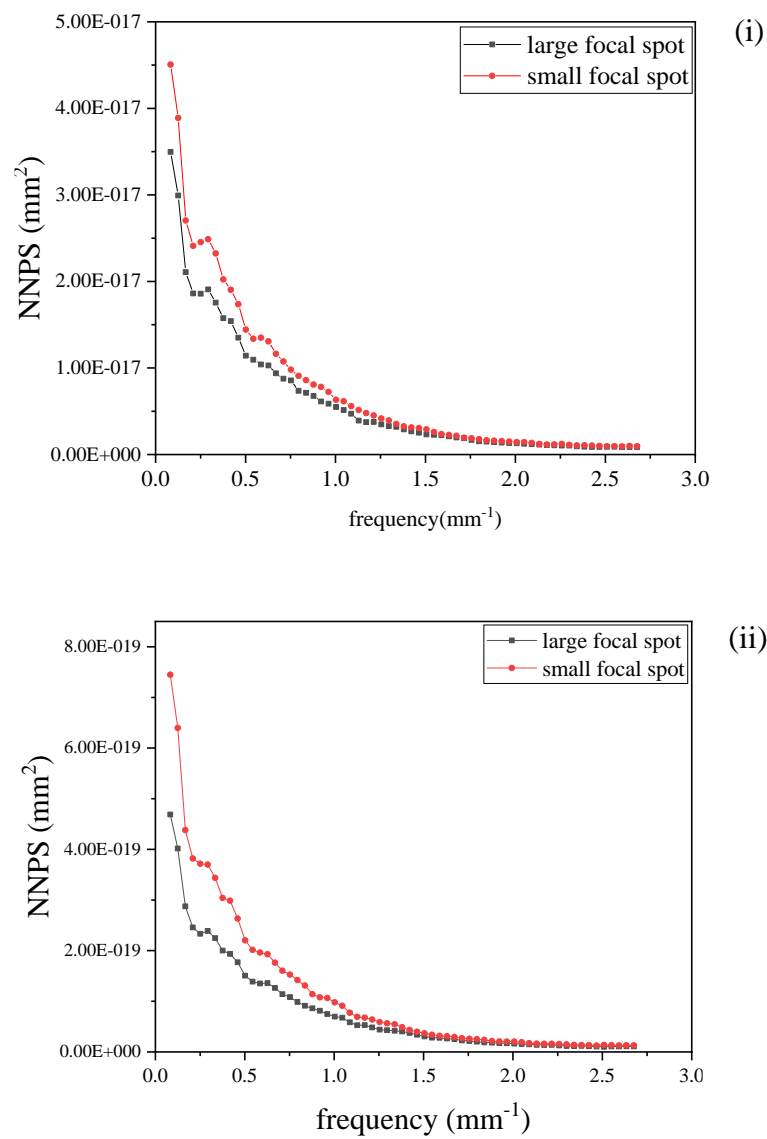 (i)
large focal spot
small focal spot
5.00E-017
4.00E-017
3.00E-017
2.00E-017
1.00E-017
0.00E+000
NNPS (mm²)
0.0 0.5 1.0 1.5 2.0 2.5 3.0
frequency(mm⁻¹)
(ii)
large focal spot
small focal spot
8.00E-019
6.00E-019
4.00E-019
2.00E-019
0.00E+000
NNPS (mm²)
0.0 0.5 1.0 1.5 2.0 2.5 3.0
frequency (mm⁻¹)